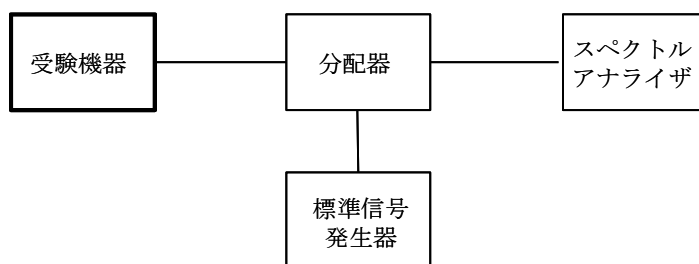 受験機器
分配器
スペクトル
アナライザ
標準信号
発生器